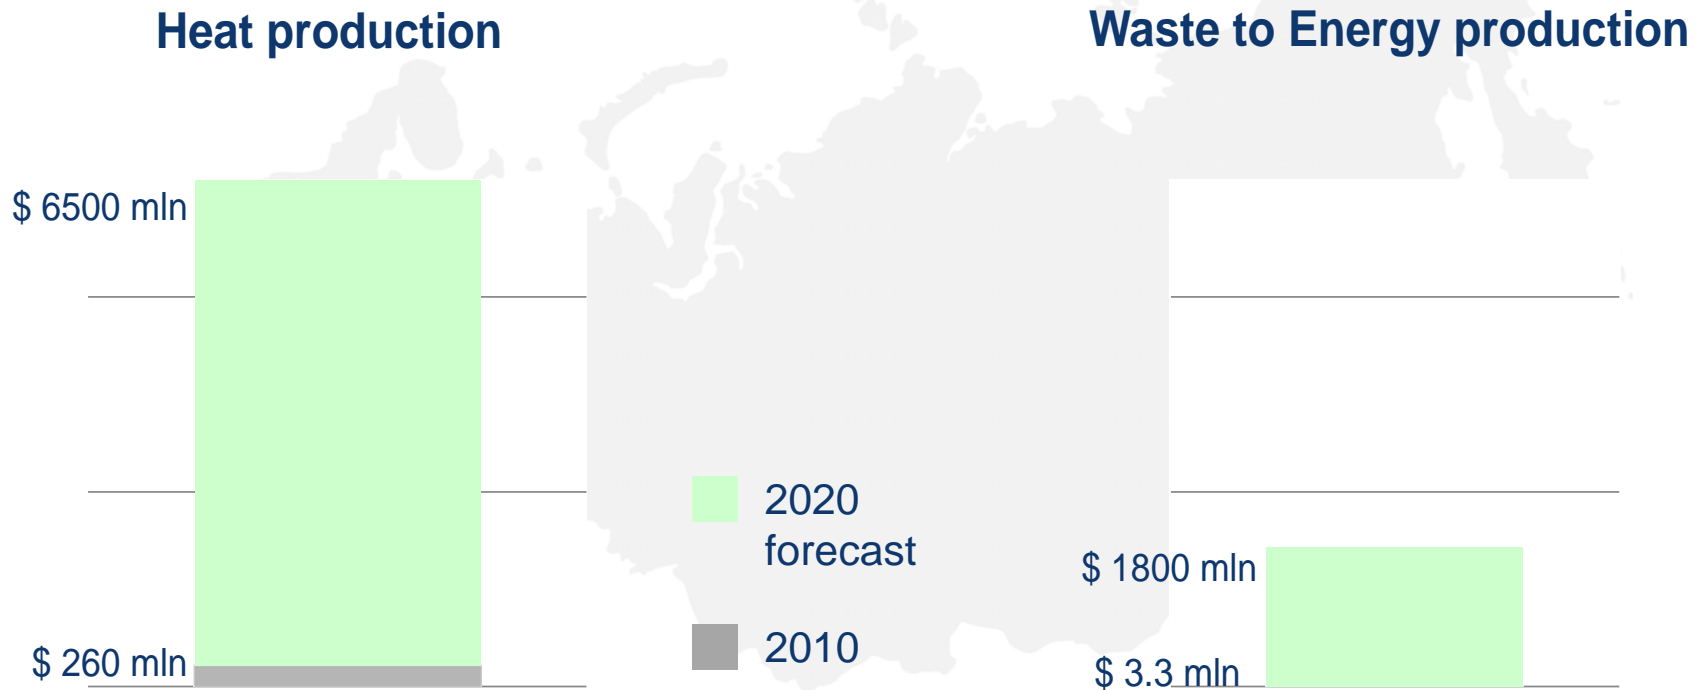 Heat production
Waste to Energy production
$ 6500 mln
2020
forecast
$ 1800 mln
2010
$ 260 mln
$ 3.3 mln